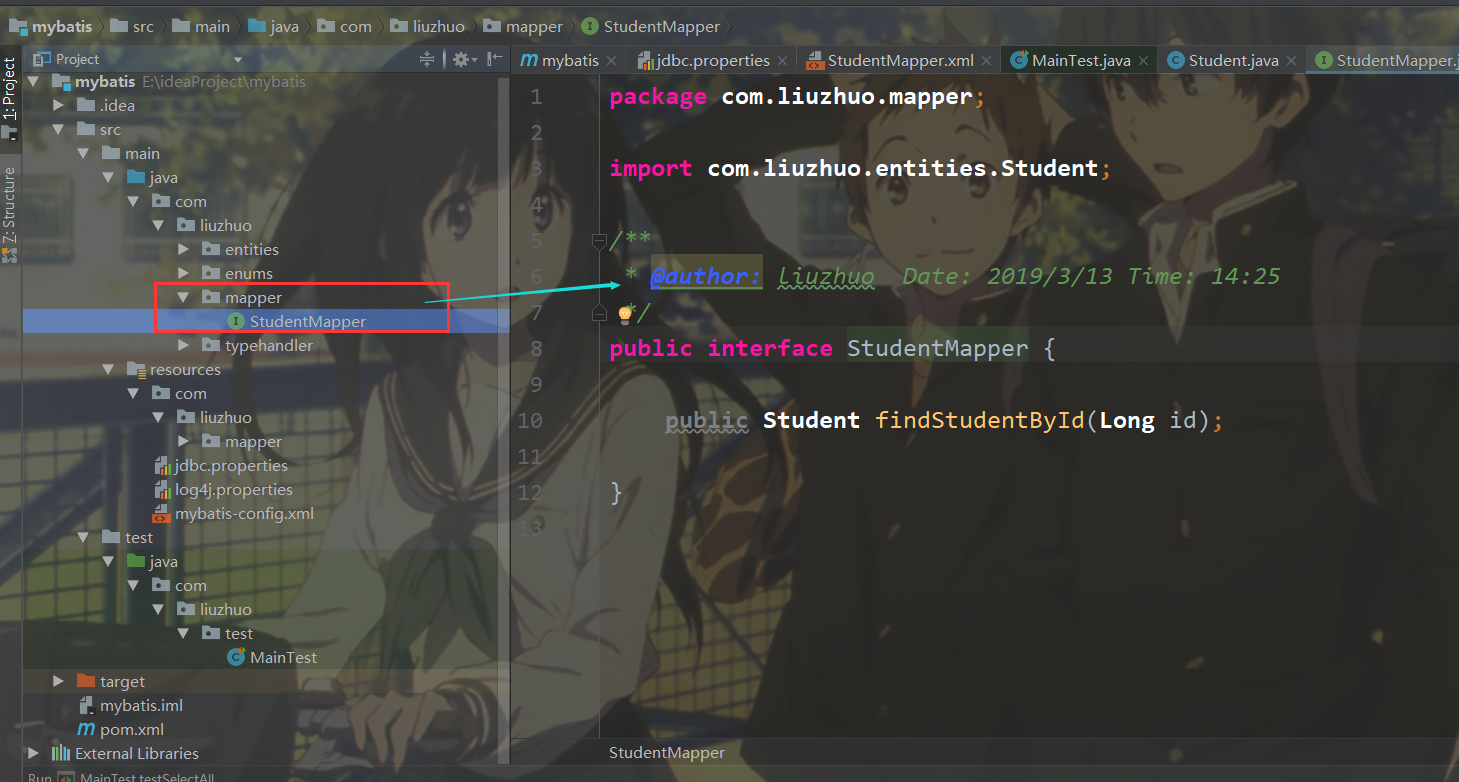 mybatis src main java com liuzhuo mapper StudentMapper
1: Project
7: Structure
Project
mybatis E:\ideaProject\mybatis
.idea
src
main
java
com
liuzhuo
entities
enums
mapper
StudentMapper
typehandler
resources
com
liuzhuo
mapper
jdbc.properties
log4j.properties
mybatis-config.xml
test
java
com
liuzhuo
test
MainTest
target
mybatis.iml
pom.xml
External Libraries
Run MainTest.testSelectAll
mybatis jdbc.properties StudentMapper.xml MainTest.java Student.java StudentMapper.j
1 package com.liuzhuo.mapper;
2
3 import com.liuzhuo.entities.Student;
4
5 /**
6 * @author: liuzhuo Date: 2019/3/13 Time: 14:25
7 */
8 public interface StudentMapper {
9
10 public Student findStudentById(Long id);
11
12 }
13
StudentMapper